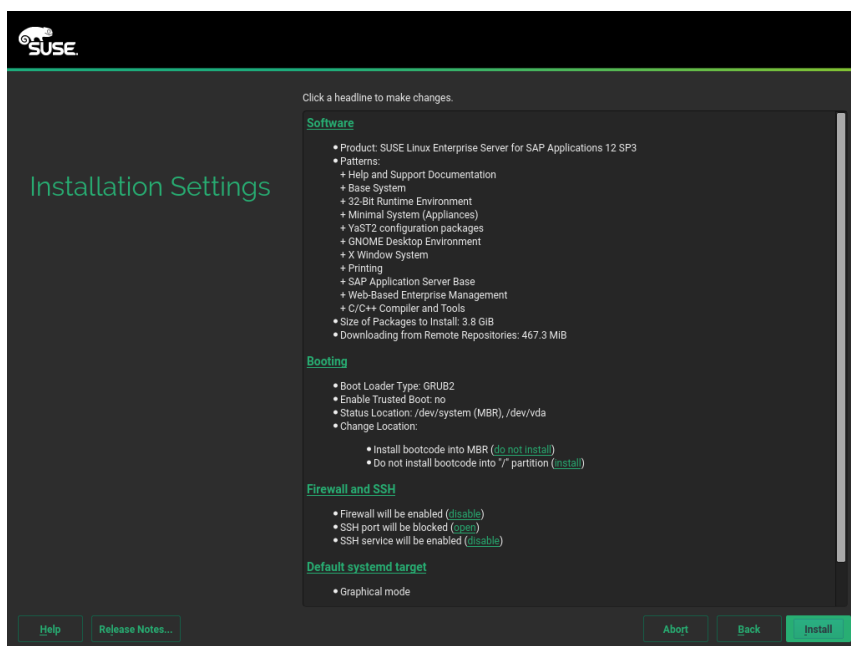 SUSE.
Click a headline to make changes.
Installation Settings
Software
• Product: SUSE Linux Enterprise Server for SAP Applications 12 SP3
• Patterns:
+ Help and Support Documentation
+ Base System
+ 32-Bit Runtime Environment
+ Minimal System (Appliances)
+ YaST2 configuration packages
+ GNOME Desktop Environment
+ X Window System
+ Printing
+ SAP Application Server Base
+ Web-Based Enterprise Management
+ C/C++ Compiler and Tools
• Size of Packages to Install: 3.8 GiB
• Downloading from Remote Repositories: 467.3 MiB
Booting
• Boot Loader Type: GRUB2
• Enable Trusted Boot: no
• Status Location: /dev/system (MBR), /dev/vda
• Change Location:
• Install bootcode into MBR (do not install)
• Do not install bootcode into "/" partition (install)
Firewall and SSH
• Firewall will be enabled (disable)
• SSH port will be blocked (open)
• SSH service will be enabled (disable)
Default systemd target
• Graphical mode
Help
Release Notes...
Abort
Back
Install